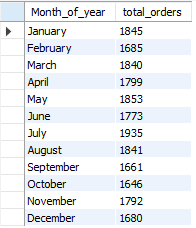 Month_of_year total_orders
January 1845
February 1685
March 1840
April 1799
May 1853
June 1773
July 1935
August 1841
September 1661
October 1646
November 1792
December 1680